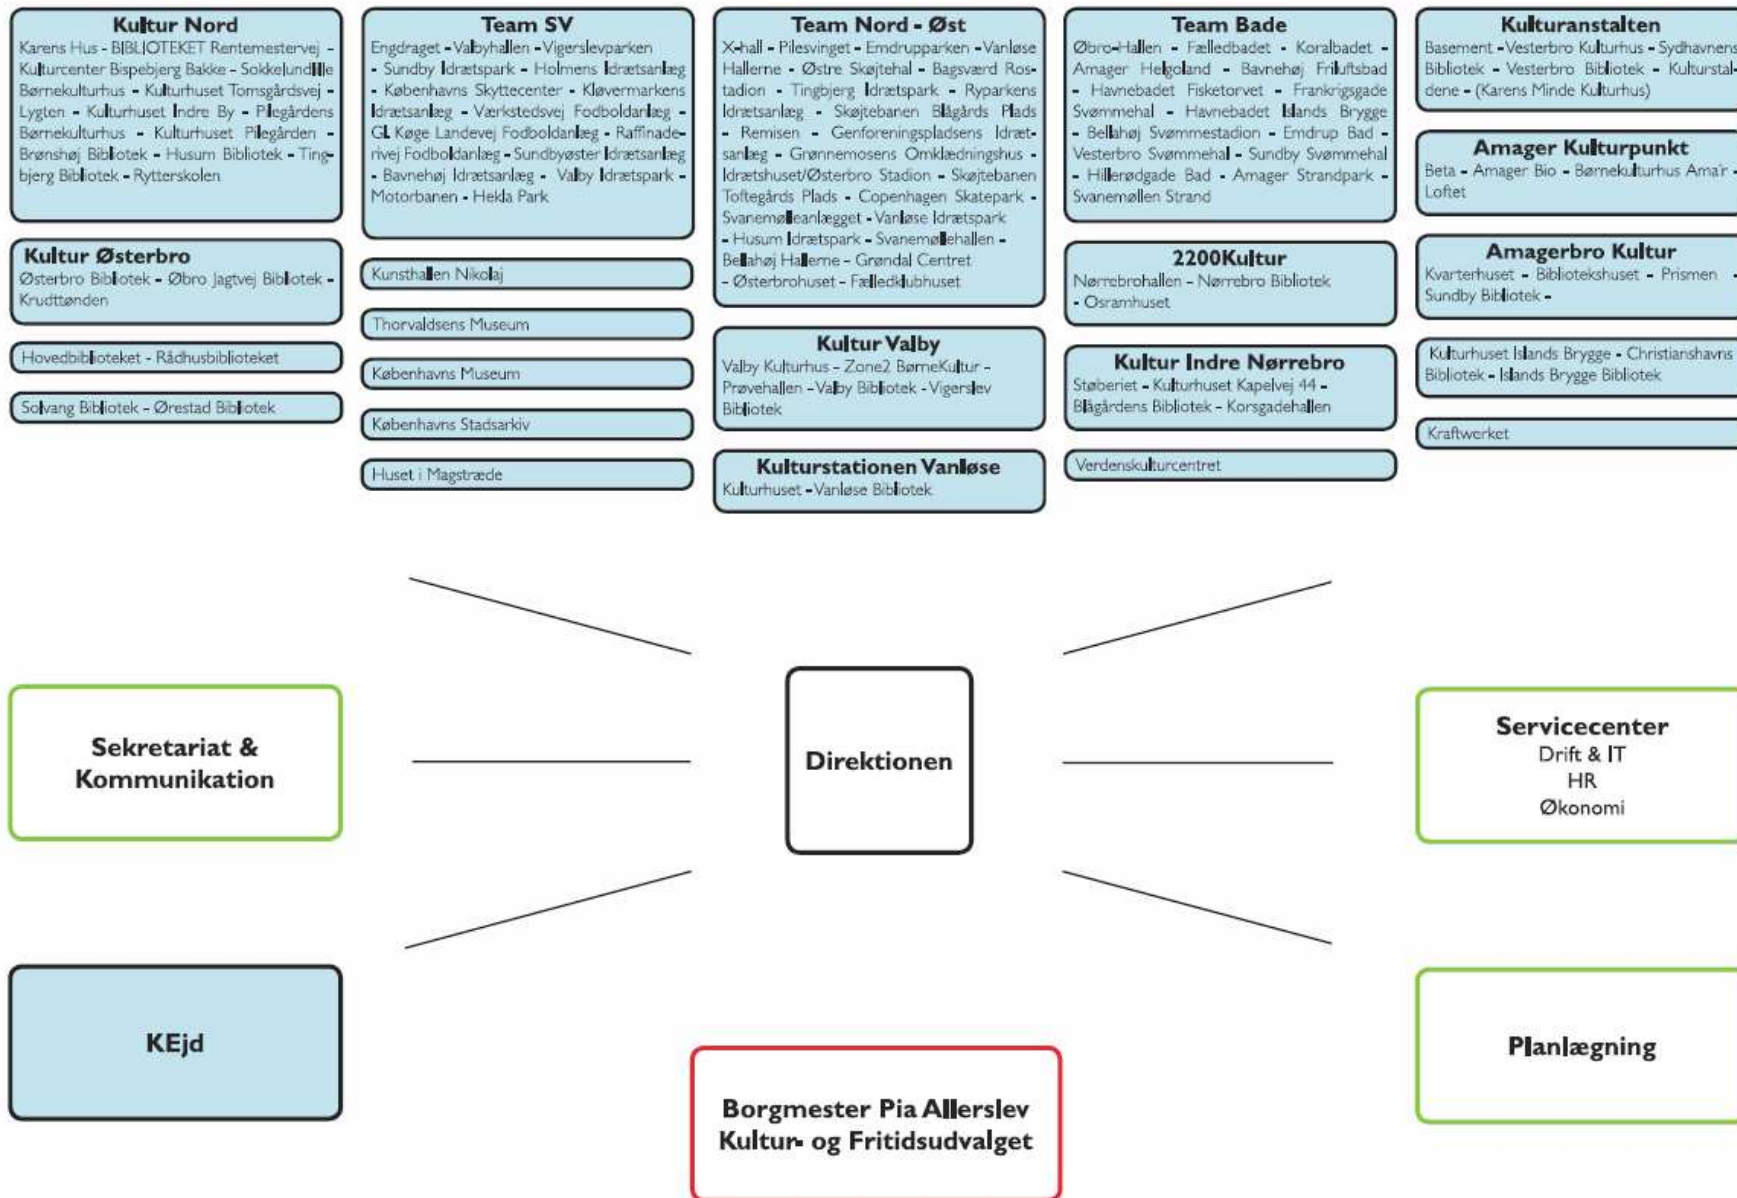 Kultur Nord
Karens Hus - BIBLIOTEKET Rentemestervej -
Kulturcenter Bispebjerg Bakke - Sokkelundlille
Børnekulturhus - Kulturhuset Tomsgårdsvej -
Lygten - Kulturhuset Indre By - Pilegårdens
Børnekulturhus - Kulturhuset Pilegården -
Brønshøj Bibliotek - Husum Bibliotek - Ting-
bjerg Bibliotek - Rytterskolen
Kultur Østerbro
Østerbro Bibliotek - Øbro Jagtvej Bibliotek -
Krudttønden
Hovedbiblioteket - Rådhusbiblioteket
Solvang Bibliotek - Ørestad Bibliotek
Team SV
Engdraget - Valbyhallen - Vigerslevparken
- Sundby Idrætspark - Holmens Idrætsanlæg
- Københavns Skyttecenter - Kløvermarkens
Idrætsanlæg - Værkstedsvej Fodboldanlæg -
Gl. Køge Landevej Fodboldanlæg - Raffinade-
rivej Fodboldanlæg - Sundbyøster Idrætsanlæg
- Bavnehøj Idrætsanlæg - Valby Idrætspark -
Motorbanen - Hekla Park
Kunsthallen Nikolaj
Thorvaldsens Museum
Københavns Museum
Københavns Stadsarkiv
Huset i Magstræde
Team Nord - Øst
X-hall - Pilesvinget - Emdrupparken - Vanløse
Hallerne - Østre Skøjtehal - Bagsværd Ros-
tadion - Tingbjerg Idrætspark - Ryparkens
Idrætsanlæg - Skøjtebanen Blågårds Plads
- Remisen - Genforeningspladsens Idræt-
sanlæg - Grønnemosens Omklædningshus -
Idrætshuset/Østerbro Stadion - Skøjtebanen
Toftegårds Plads - Copenhagen Skatepark -
Svanemølleanlægget - Vanløse Idrætspark
- Husum Idrætspark - Svanemøllehallen -
Bellahøj Hallerne - Grøndal Centret
- Østerbrohuset - Fælledklubhuset
Kultur Valby
Valby Kulturhus - Zone2 BørneKultur -
Prøvehallen - Valby Bibliotek - Vigerslev
Bibliotek
Kulturstationen Vanløse
Kulturhuset - Vanløse Bibliotek
Team Bade
Øbro-Hallen - Fælledbadet - Koralbadet -
Amager Helgoland - Bavnehøj Friluftsbad
- Havnebadet Fisketorvet - Frankrigsgade
Svømmehal - Havnebadet Islands Brygge
- Bellahøj Svømmestadion - Emdrup Bad -
Vesterbro Svømmehal - Sundby Svømmehal
- Hillerødgade Bad - Amager Strandpark -
Svanemøllen Strand
2200Kultur
Nørrebrohallen - Nørrebro Bibliotek
- Osramhuset
Kultur Indre Nørrebro
Støberiet - Kulturhuset Kapelvej 44 -
Blågårdens Bibliotek - Korsgadehallen
Verdenskulturcentret
Kulturanstalten
Basement - Vesterbro Kulturhus - Sydhavnens
Bibliotek - Vesterbro Bibliotek - Kulturstal-
dene - (Karens Minde Kulturhus)
Amager Kulturpunkt
Beta - Amager Bio - Børnekulturhus Ama'r -
Loftet
Amagerbro Kultur
Kvarterhuset - Bibliotekshuset - Prismen -
Sundby Bibliotek -
Kulturhuset Islands Brygge - Christianshavns
Bibliotek - Islands Brygge Bibliotek
Kraftwerket
Sekretariat &
Kommunikation
Direktionen
Servicecenter
Drift & IT
HR
Økonomi
KEjd
Borgmester Pia Allerslev
Kultur- og Fritidsudvalget
Planlægning